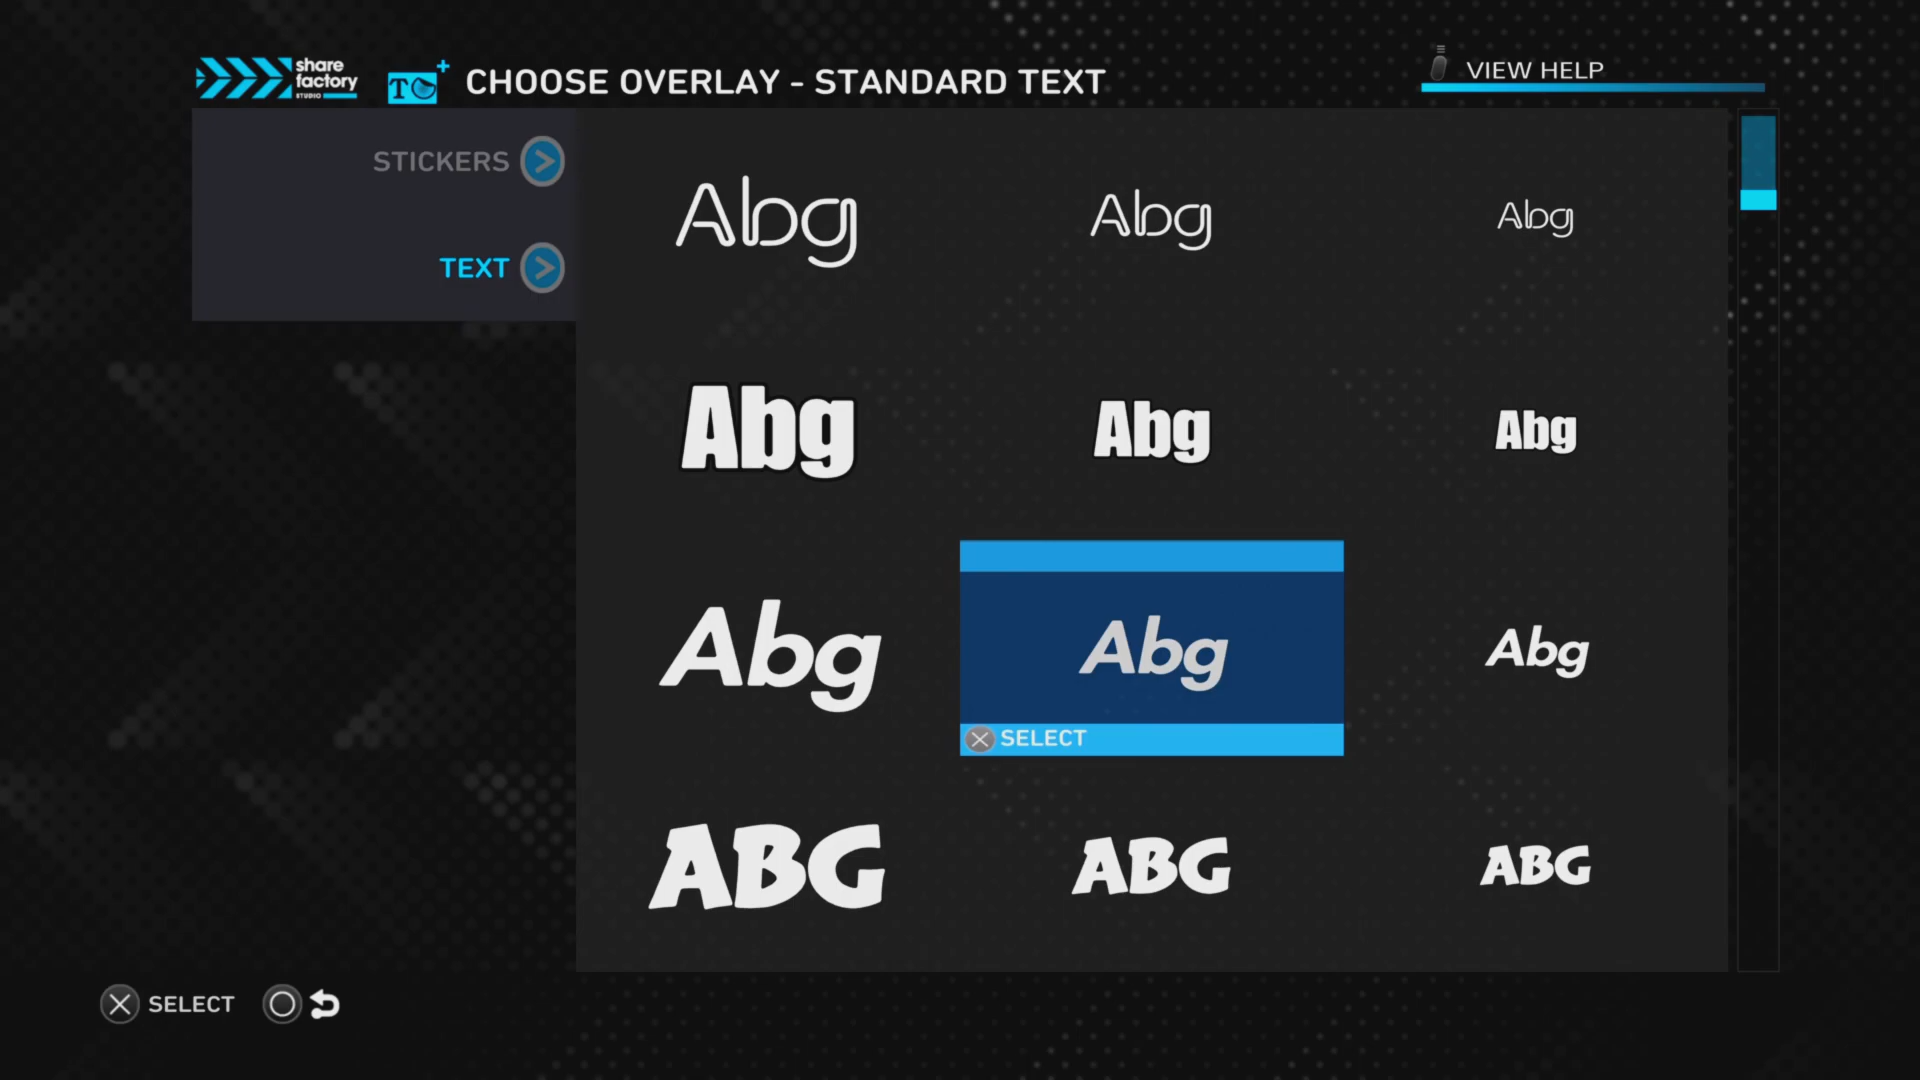 share
factory
STUDIO
CHOOSE OVERLAY - STANDARD TEXT
VIEW HELP
STICKERS
TEXT
Abg Abg Abg
Abg Abg Abg
Abg Abg Abg
SELECT
ABG ABG ABG
SELECT